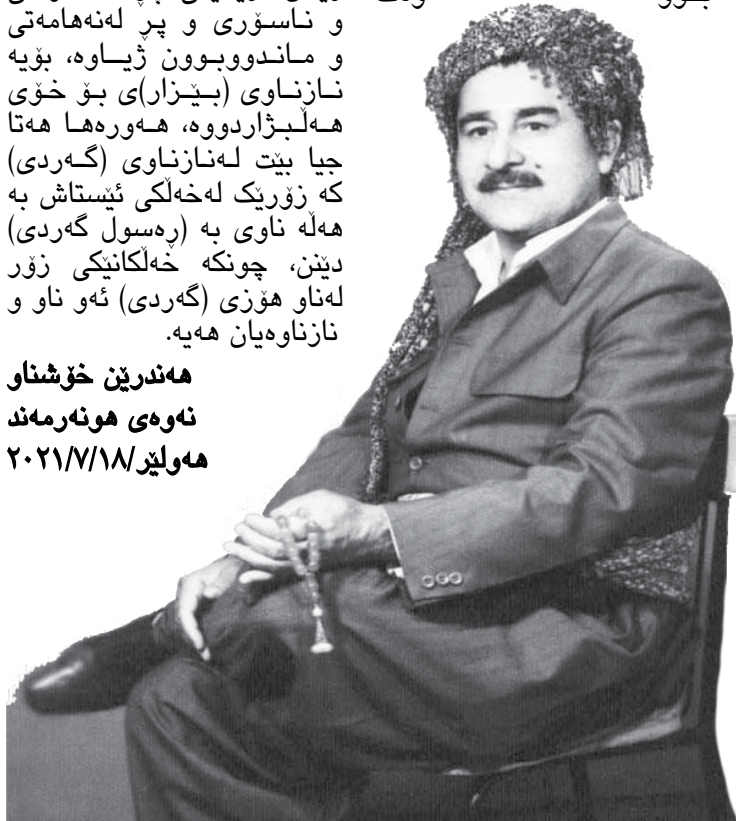 و ناسۆری و پڕ لەنەهامەتی
و ماندووبوون ژیاوە، بۆیە
نازناوی (بێزار)ی بۆ خۆی
هەڵبژاردووە، هەورەها هەتا
جیا بێت لەنازناوی (گەردی)
کە زۆرێک لەخەڵکی ئێستاش بە
هەڵە ناوی بە (ڕەسول گەردی)
دێنن، چونکە خەڵکانێکی زۆر
لەناو هۆزی (گەردی) ئەو ناو و
نازناوەیان هەیە.
هەندرێن خۆشناو
نەوەی هونەرمەند
هەولێر/٢٠٢١/٧/١٨